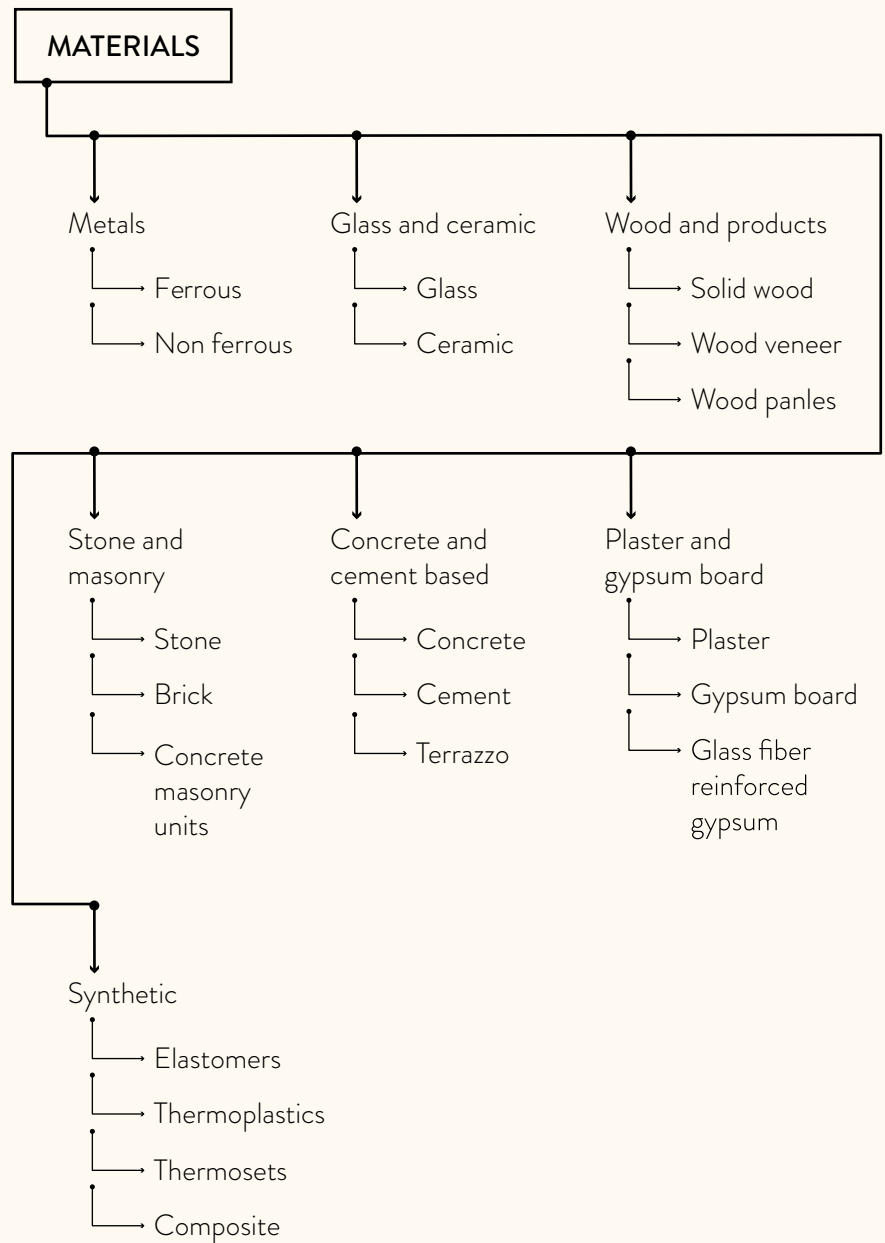 MATERIALS
Metals
Ferrous
Non ferrous
Glass and ceramic
Glass
Ceramic
Wood and products
Solid wood
Wood veneer
Wood panles
Stone and
masonry
Stone
Brick
Concrete
masonry
units
Concrete and
cement based
Concrete
Cement
Terrazzo
Plaster and
gypsum board
Plaster
Gypsum board
Glass fiber
reinforced
gypsum
Synthetic
Elastomers
Thermoplastics
Thermosets
Composite